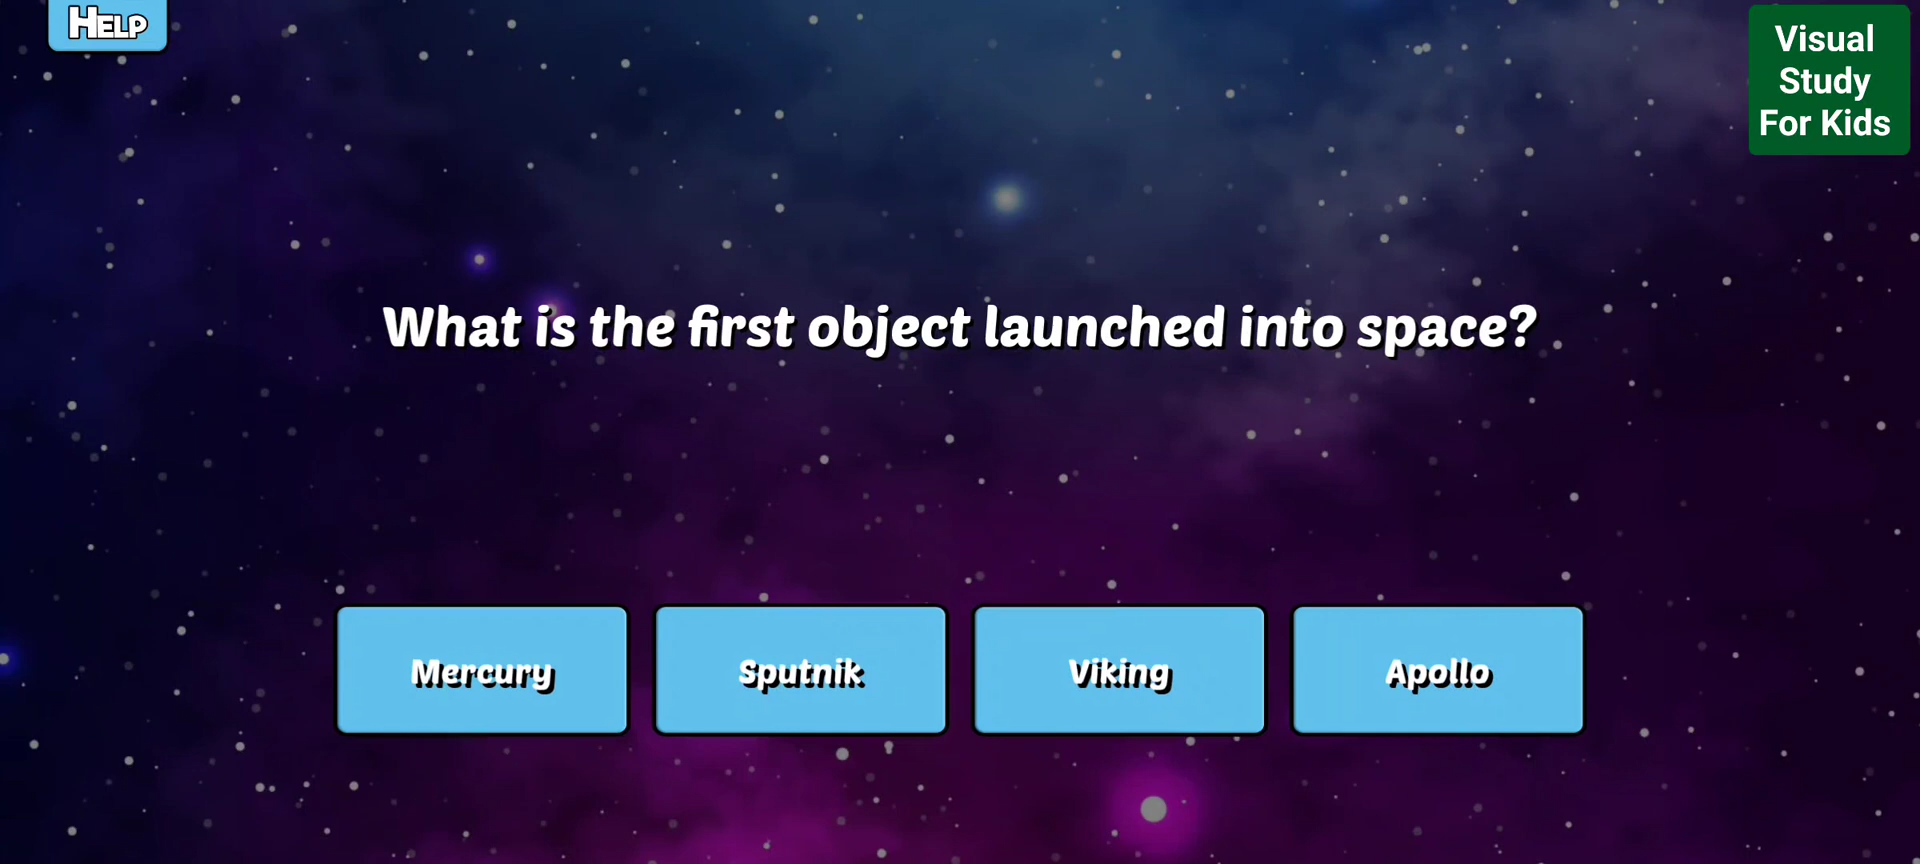 HELP
Visual
Study
For Kids
What is the first object launched into space?
Mercury
Sputnik
Viking
Apollo